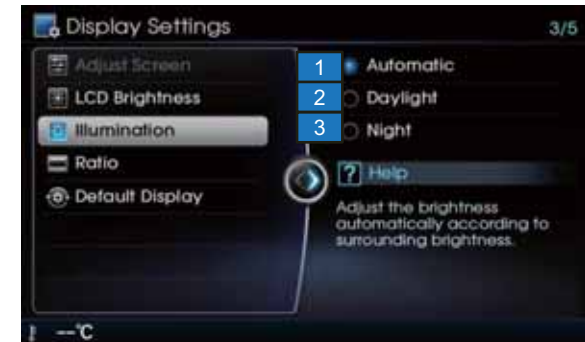 Display Settings
3/5
Adjust Screen
LCD Brightness
Illumination
Ratio
Default Display
1 Automatic
2 Daylight
3 Night
? Help
Adjust the brightness
automatically according to
surrounding brightness.
--°C